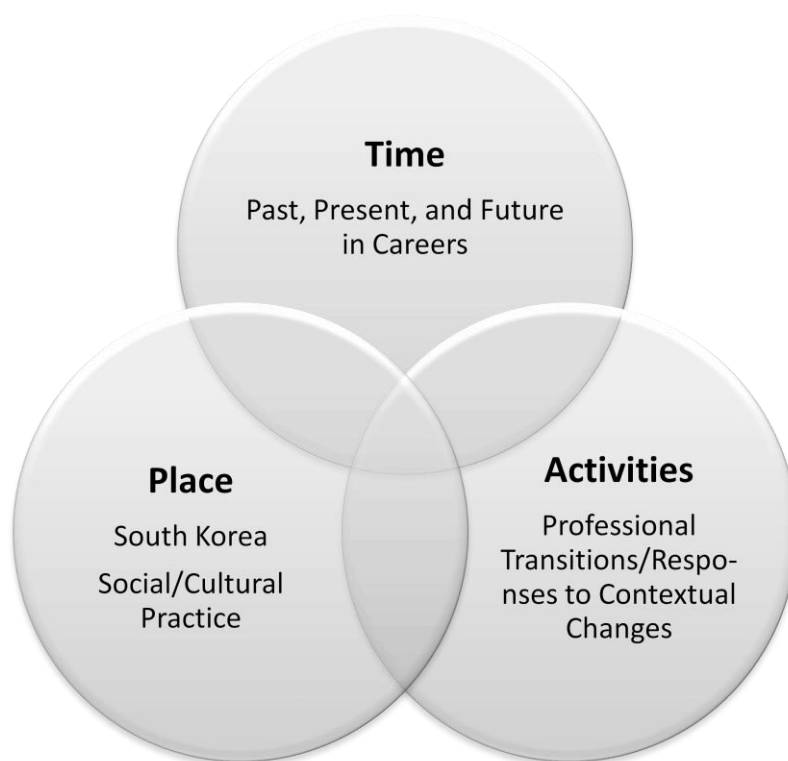 Time
Past, Present, and Future
in Careers
Place
South Korea
Social/Cultural
Practice
Activities
Professional
Transitions/Respo-
nses to Contextual
Changes